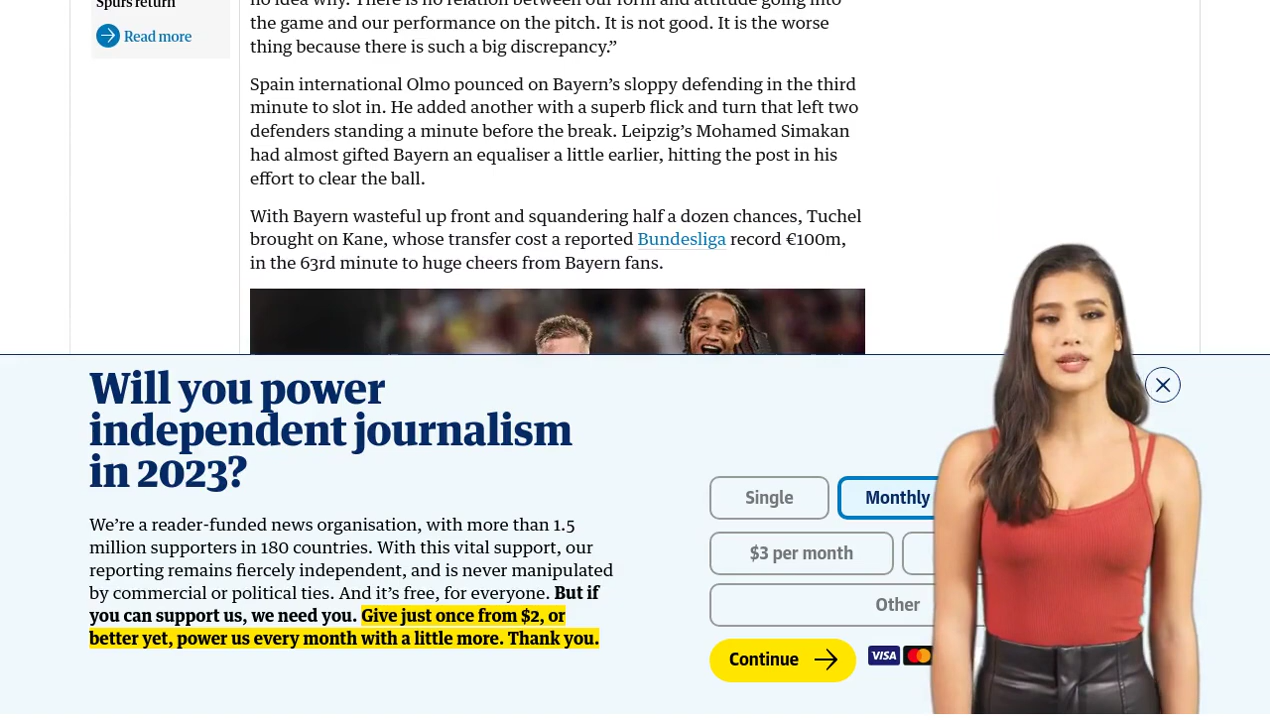 Spurs return
Read more
no idea why. There is no relation between our form and attitude going into
the game and our performance on the pitch. It is not good. It is the worse
thing because there is such a big discrepancy.”
Spain international Olmo pounced on Bayern’s sloppy defending in the third
minute to slot in. He added another with a superb flick and turn that left two
defenders standing a minute before the break. Leipzig’s Mohamed Simakan
had almost gifted Bayern an equaliser a little earlier, hitting the post in his
effort to clear the ball.
With Bayern wasteful up front and squandering half a dozen chances, Tuchel
brought on Kane, whose transfer cost a reported Bundesliga record €100m,
in the 63rd minute to huge cheers from Bayern fans.
Will you power
independent journalism
in 2023?
We’re a reader-funded news organisation, with more than 1.5
million supporters in 180 countries. With this vital support, our
reporting remains fiercely independent, and is never manipulated
by commercial or political ties. And it’s free, for everyone. But if
you can support us, we need you. Give just once from $2, or
better yet, power us every month with a little more. Thank you.
Single
Monthly
$3 per month
Other
Continue
VISA